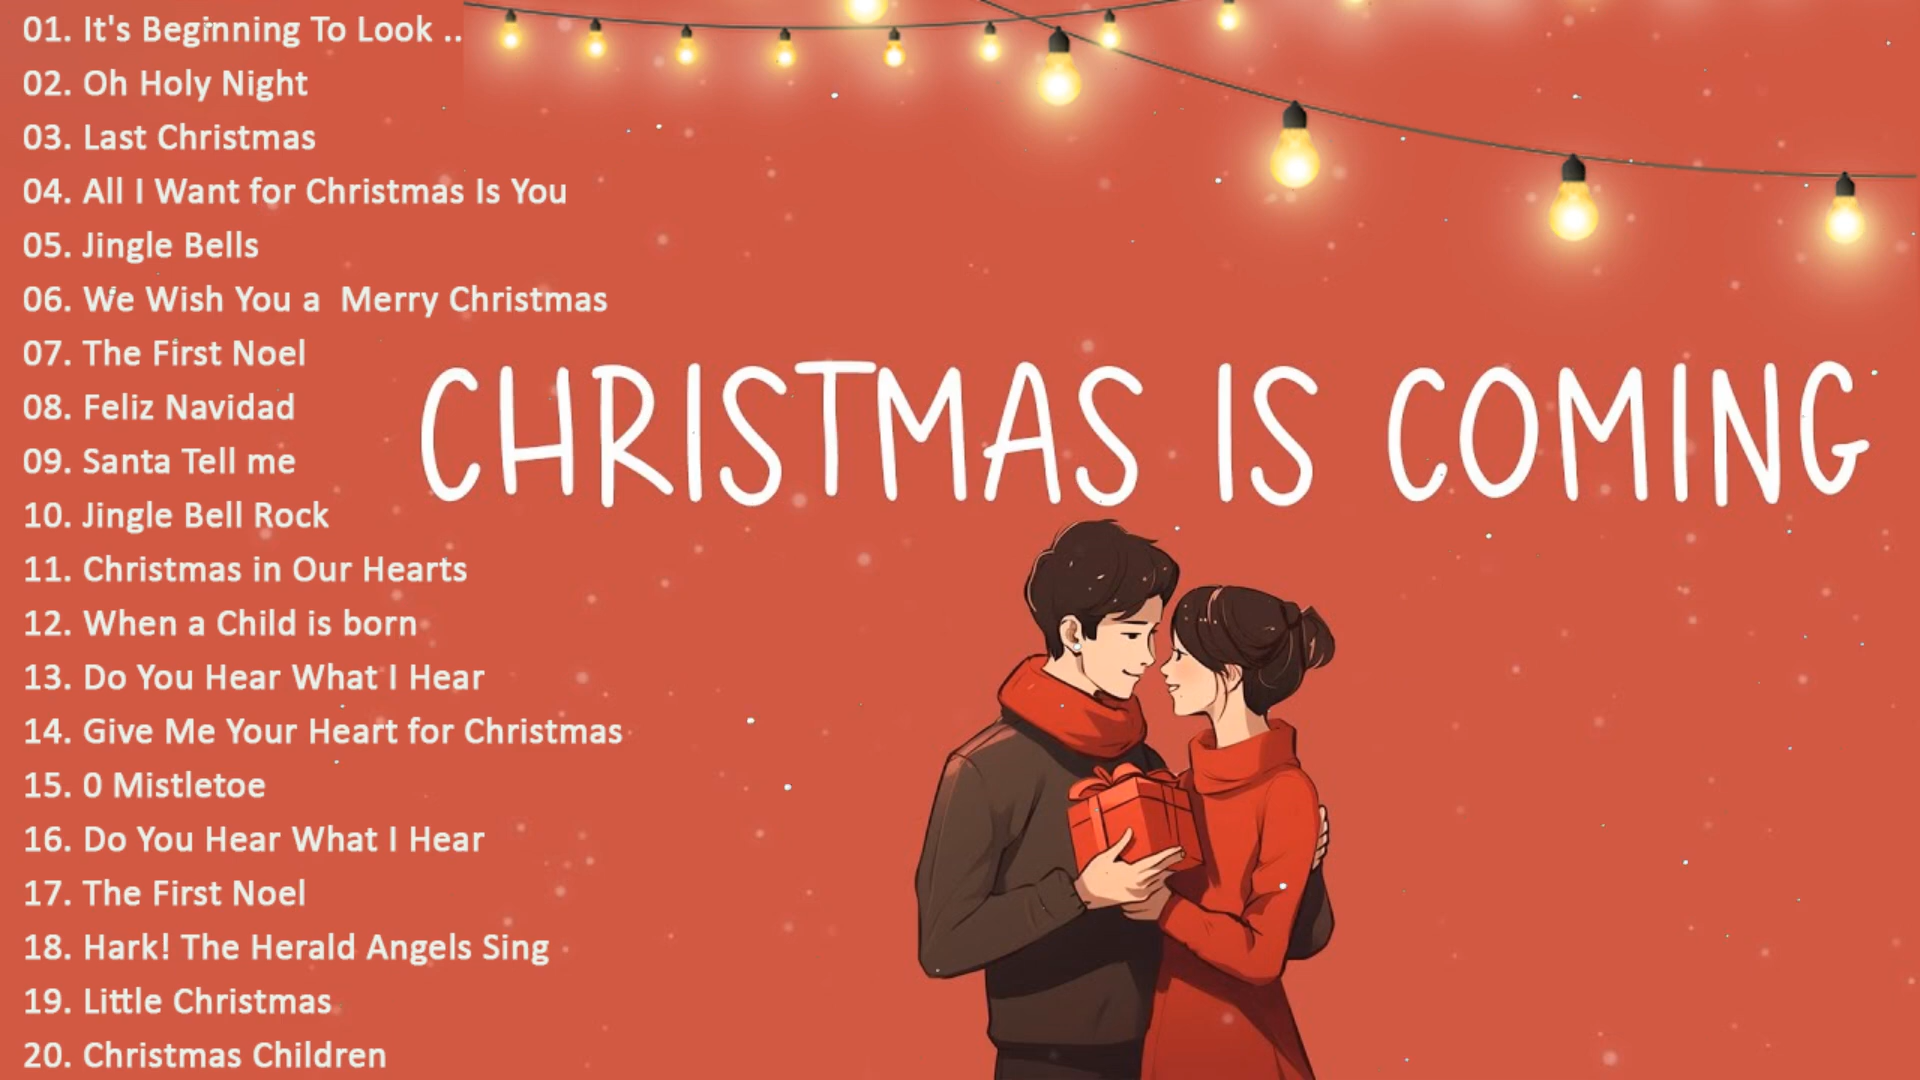 01. It's Beginning To Look ..
02. Oh Holy Night
03. Last Christmas
04. All I Want for Christmas Is You
05. Jingle Bells
06. We Wish You a  Merry Christmas
07. The First Noel
08. Feliz Navidad
09. Santa Tell me
10. Jingle Bell Rock
11. Christmas in Our Hearts
12. When a Child is born
13. Do You Hear What I Hear
14. Give Me Your Heart for Christmas
15. 0 Mistletoe
16. Do You Hear What I Hear
17. The First Noel
18. Hark! The Herald Angels Sing
19. Little Christmas
20. Christmas Children
CHRISTMAS IS COMING